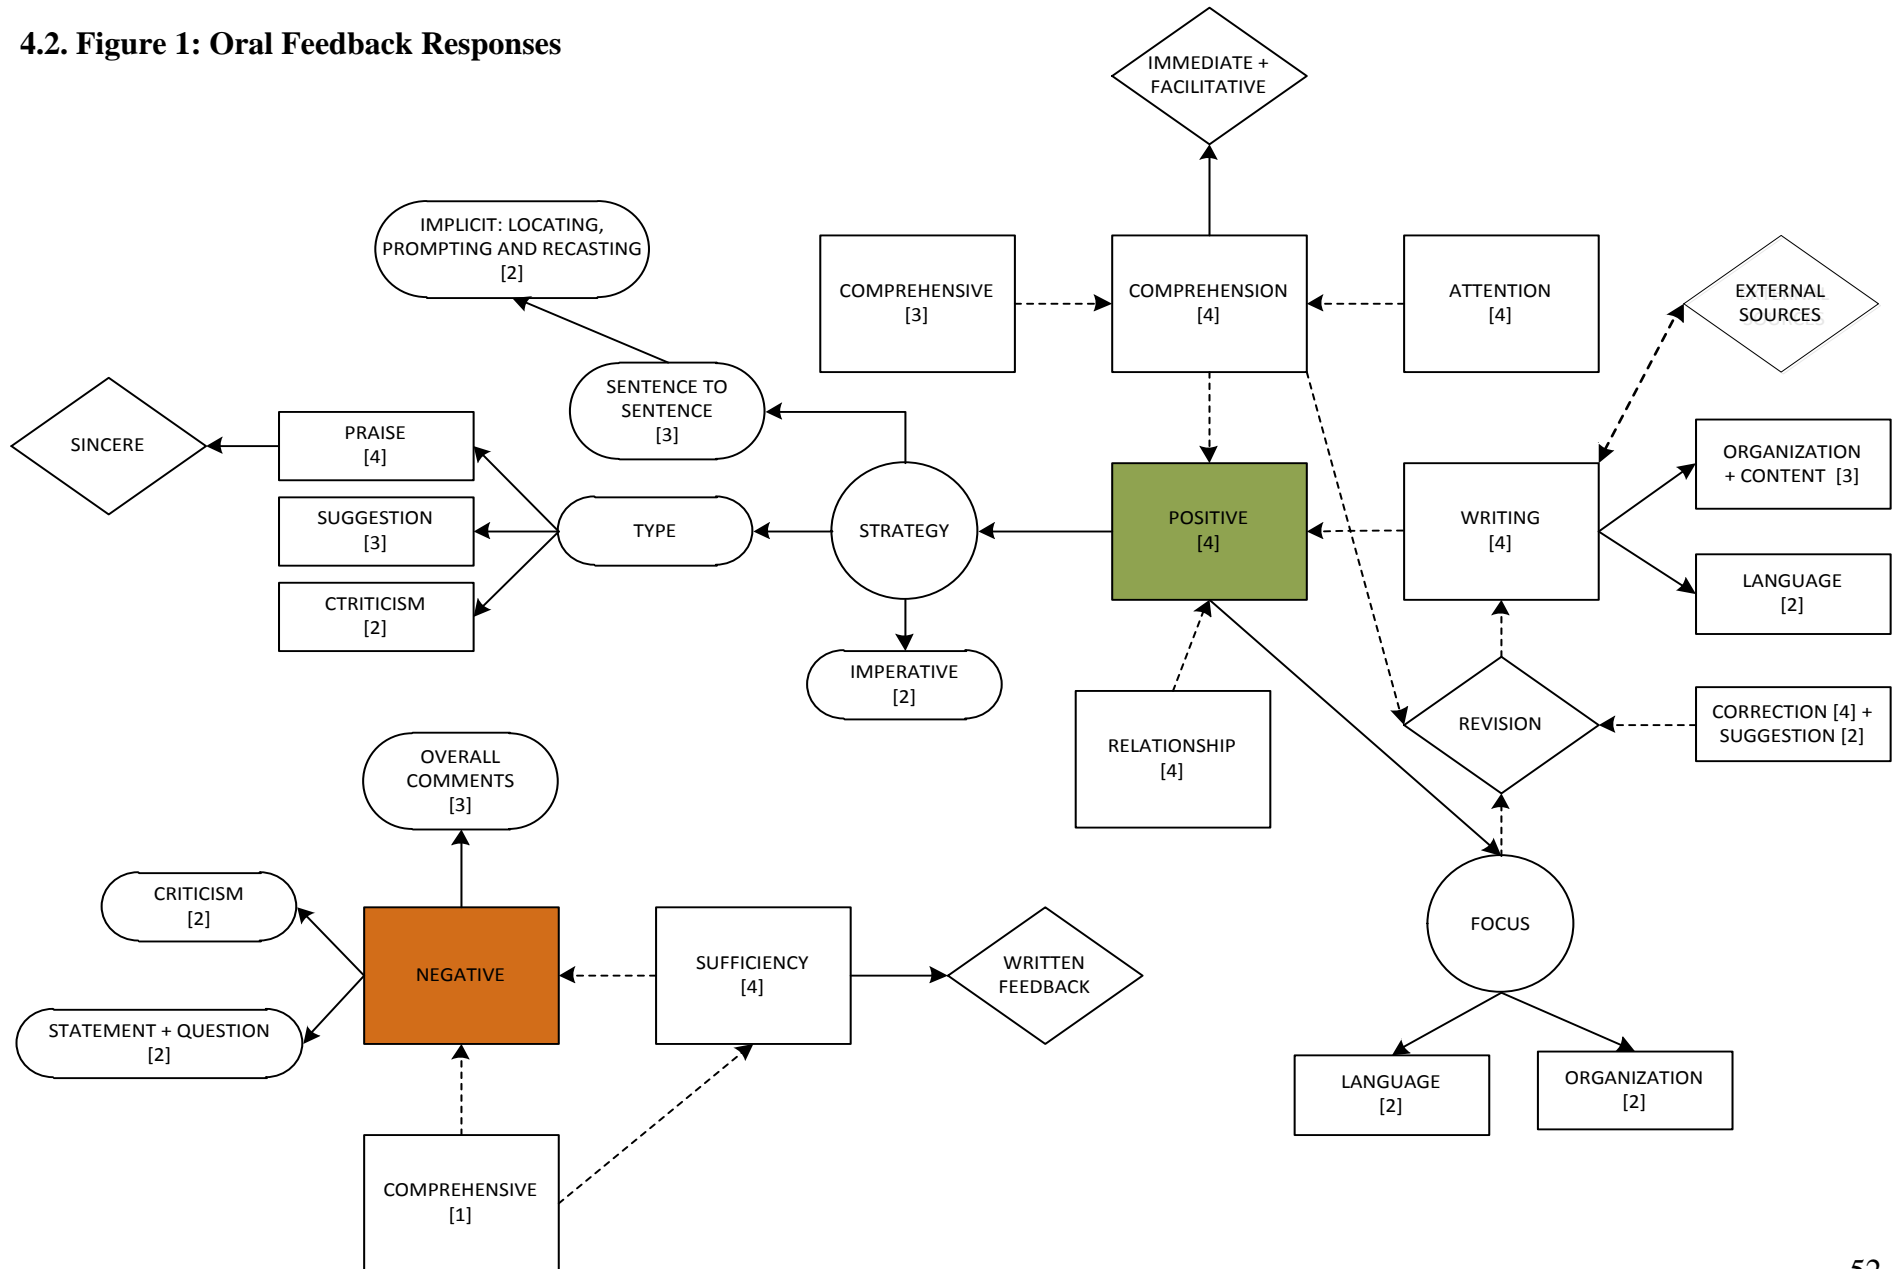 4.2. Figure 1: Oral Feedback Responses
IMMEDIATE +
FACILITATIVE
IMPLICIT: LOCATING,
PROMPTING AND RECASTING
[2]
COMPREHENSIVE
[3]
COMPREHENSION
[4]
ATTENTION
[4]
EXTERNAL
SOURCES
SENTENCE TO
SENTENCE
[3]
SINCERE
PRAISE
[4]
SUGGESTION
[3]
CTRITICISM
[2]
TYPE
STRATEGY
POSITIVE
[4]
WRITING
[4]
ORGANIZATION
+ CONTENT [3]
LANGUAGE
[2]
IMPERATIVE
[2]
RELATIONSHIP
[4]
REVISION
CORRECTION [4] +
SUGGESTION [2]
OVERALL
COMMENTS
[3]
CRITICISM
[2]
NEGATIVE
SUFFICIENCY
[4]
WRITTEN
FEEDBACK
FOCUS
STATEMENT + QUESTION
[2]
LANGUAGE
[2]
ORGANIZATION
[2]
COMPREHENSIVE
[1]
52